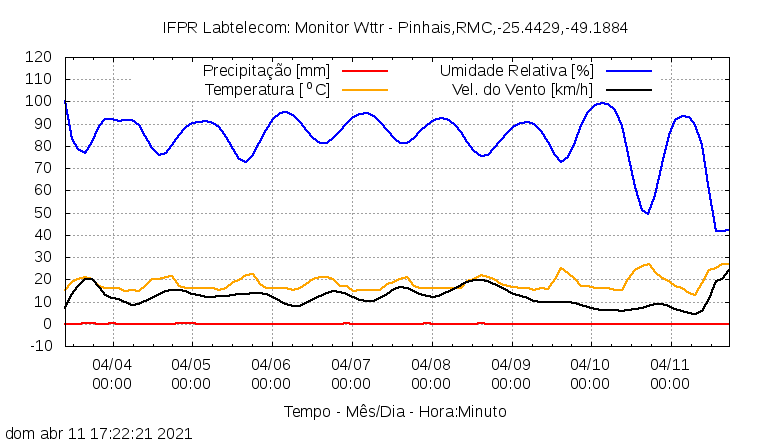 IFPR Labtelecom: Monitor Wttr - Pinhais,RMC,-25.4429,-49.1884
Precipitação [mm] Umidade Relativa [%]
Temperatura [⁰C] Vel. do Vento [km/h]
120
110
100
90
80
70
60
50
40
30
20
10
0
-10
04/04 04/05 04/06 04/07 04/08 04/09 04/10 04/11
00:00 00:00 00:00 00:00 00:00 00:00 00:00 00:00
Tempo - Mês/Dia - Hora:Minuto
dom abr 11 17:22:21 2021